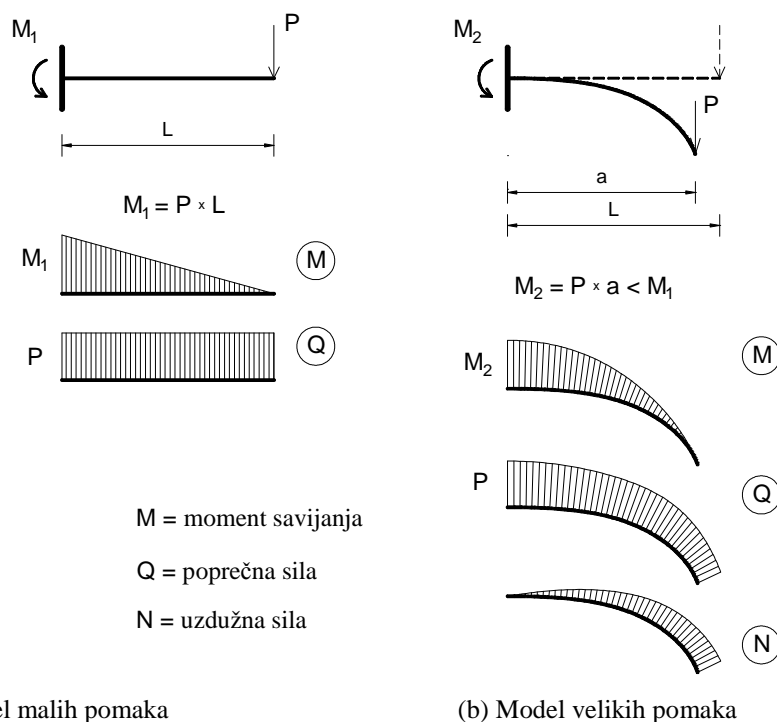 M₁
P
L
M₁ = P × L
M₁
M
P
Q
M = moment savijanja
Q = poprečna sila
N = uzdužna sila
el malih pomaka
M₂
P
a
L
M₂ = P × a < M₁
M₂
M
P
Q
N
(b) Model velikih pomaka